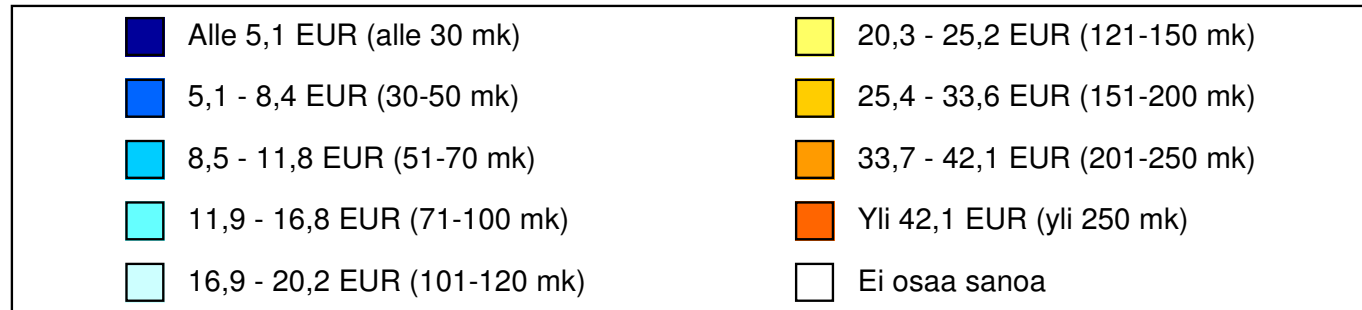 Alle 5,1 EUR (alle 30 mk)
5,1 - 8,4 EUR (30-50 mk)
8,5 - 11,8 EUR (51-70 mk)
11,9 - 16,8 EUR (71-100 mk)
16,9 - 20,2 EUR (101-120 mk)
20,3 - 25,2 EUR (121-150 mk)
25,4 - 33,6 EUR (151-200 mk)
33,7 - 42,1 EUR (201-250 mk)
Yli 42,1 EUR (yli 250 mk)
Ei osaa sanoa